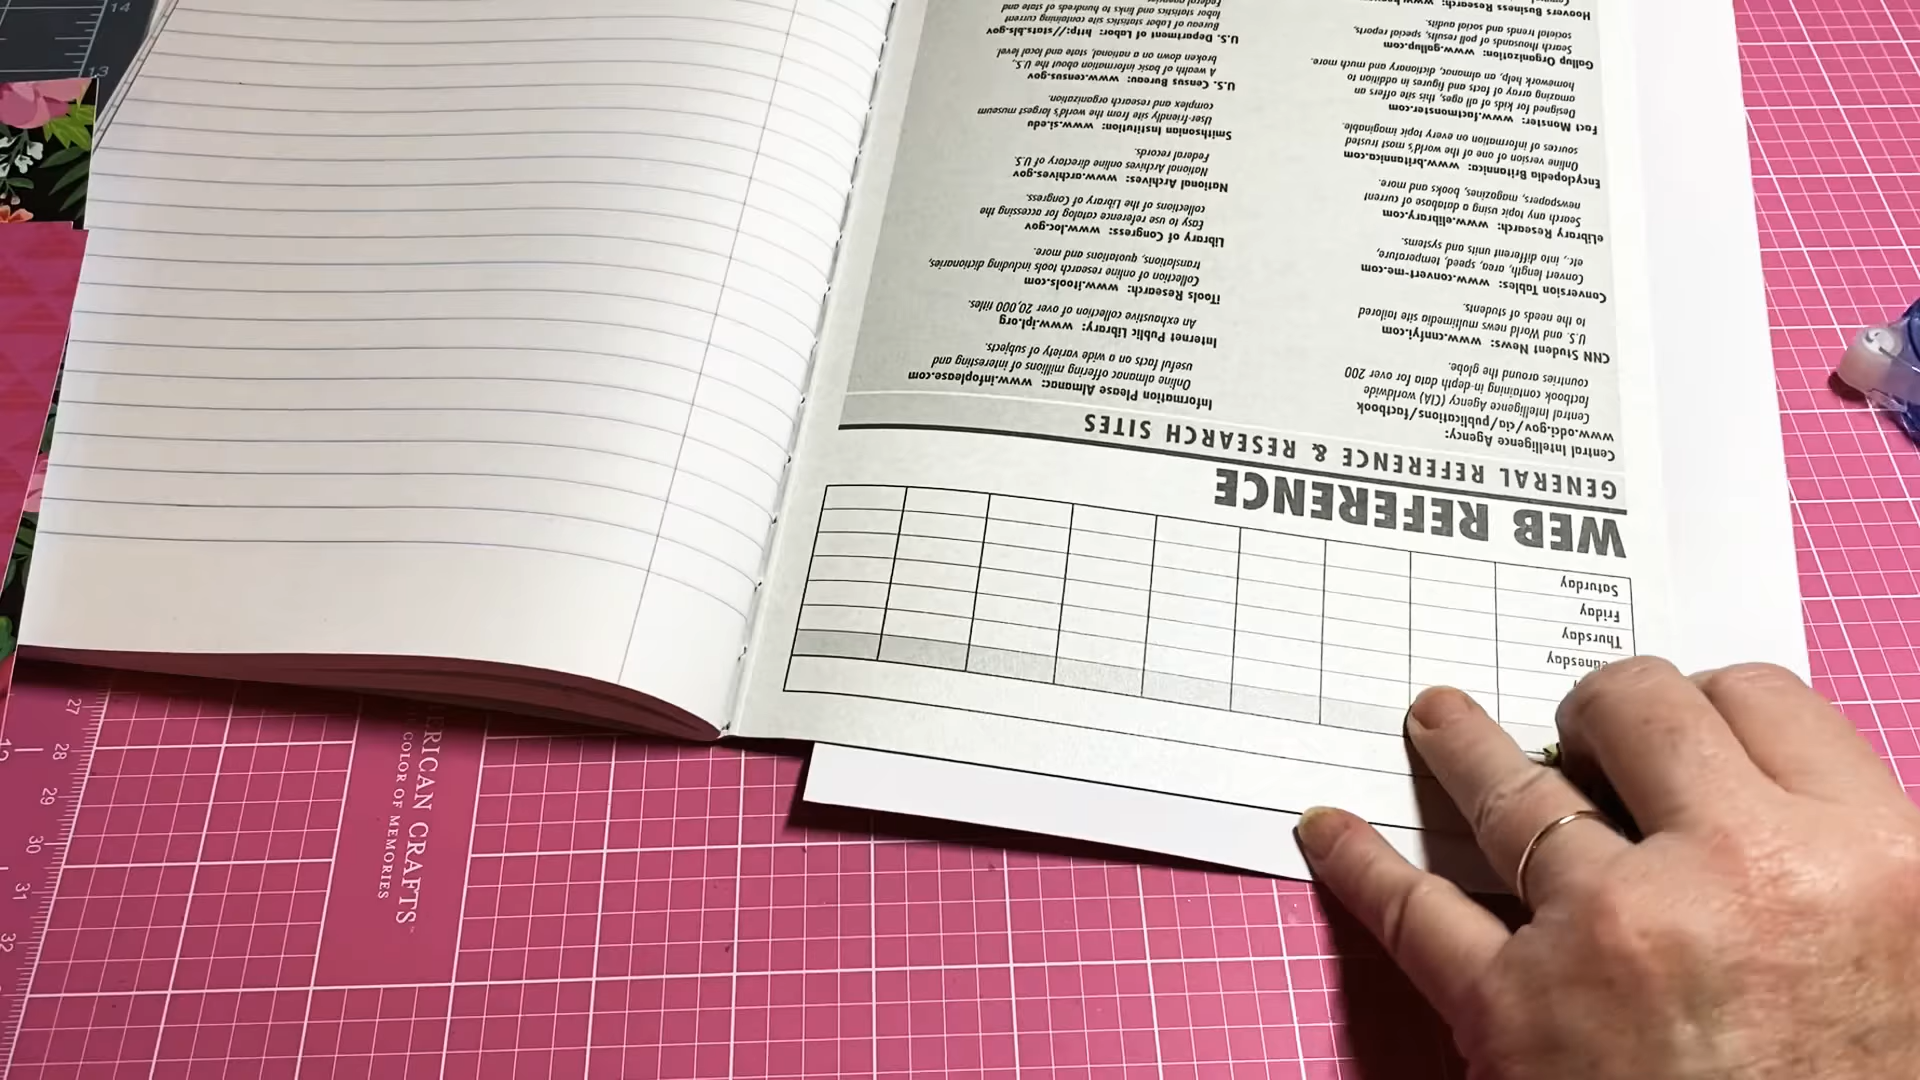 Saturday
Friday
Thursday
WEB REFERENCE
GENERAL REFERENCE & RESEARCH SITES
Central Intelligence Agency:
www.odci.gov/cia/publications/factbook
Central Intelligence Agency (CIA) worldwide
factbook containing in-depth data for over 200
countries around the globe.
CNN Student News: www.cnnfyi.com
U.S. and World news multimedia site tailored
to the needs of students.
Conversion Tables: www.convert-me.com
Convert length, area, speed, temperature,
etc., into different units and systems.
eLibrary Research: www.elibrary.com
Search any topic using a database of current
newspapers, magazines, books and more.
Encyclopedia Britannica: www.britannica.com
Online version of one of the world's most trusted
sources of information on every topic imaginable.
Fact Monster: www.factmonster.com
Designed for kids of all ages, this site offers an
amazing array of facts and figures in addition to
homework help, an almanac, dictionary and much more.
Gallup Organization: www.gallup.com
Search thousands of poll results, special reports,
societal trends and social audits.
Hoovers Business Research:
Information Please Almanac: www.infoplease.com
Online almanac offering millions of interesting and
useful facts on a wide variety of subjects.
Internet Public Library: www.ipl.org
An exhaustive collection of over 20,000 titles.
iTools Research: www.itools.com
Collection of online research tools including dictionaries,
translations, quotations and more.
Library of Congress: www.loc.gov
Easy to use reference catalog for accessing the
collections of the Library of Congress.
National Archives: www.archives.gov
National Archives online directory of U.S.
Federal records.
Smithsonian Institution: www.si.edu
User-friendly site from the world's largest museum
complex and research organization.
U.S. Census Bureau: www.census.gov
A wealth of basic information about the U.S.,
broken down on a national, state and local level.
U.S. Department of Labor: http://stats.bls.gov
Bureau of Labor Statistics site containing current
labor statistics and links to hundreds of state and
14
13
27
28
29
30
31
32
CRAFTS
COLOR OF MEMORIES